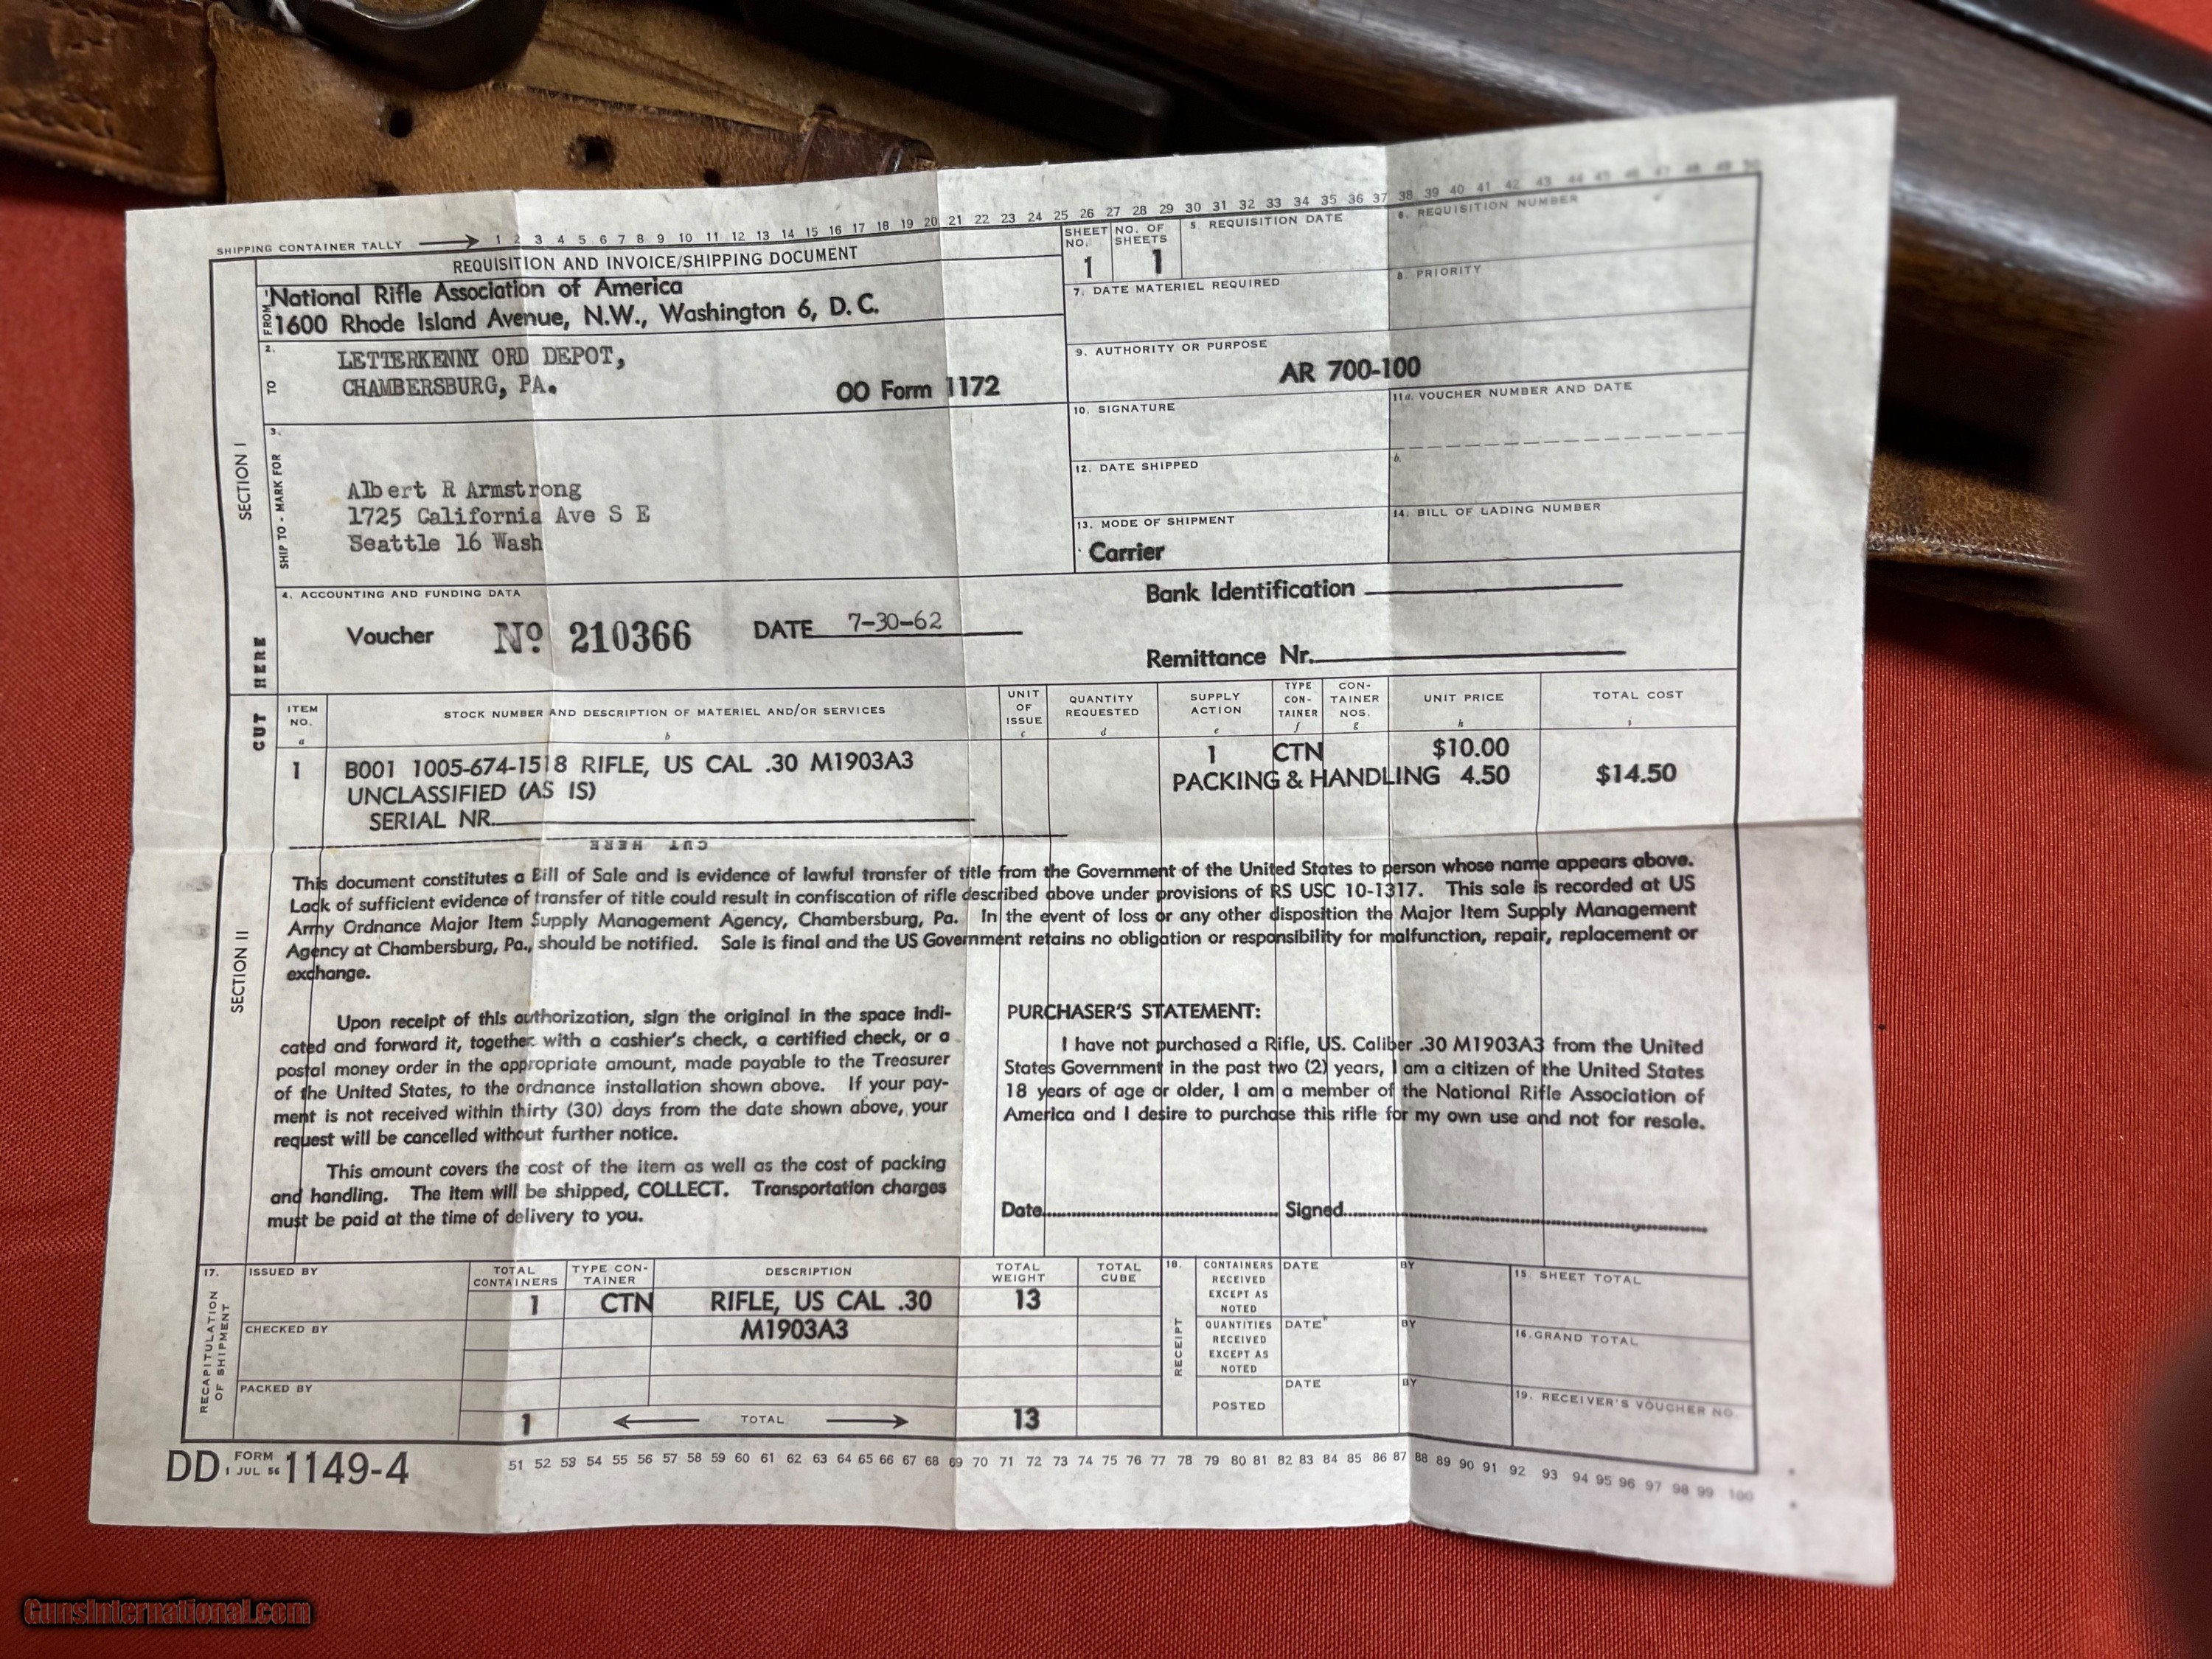 SHIPPING CONTAINER TALLY 1 2 3 4 5 6 7 8 9 10 11 12 13 14 15 16 17 18 19 20 21 22 23 24 25 26 27 28 29 30 31 32 33 34 35 36 37 38 39 40 41 42 43 44 45 46 47 48 49 50
REQUISITION AND INVOICE/SHIPPING DOCUMENT
SHEET NO.
1
NO. OF SHEETS
1
5 REQUISITION DATE
6. REQUISITION NUMBER
FROM-
National Rifle Association of America
1600 Rhode Island Avenue, N.W., Washington 6, D. C.
7. DATE MATERIEL REQUIRED
8. PRIORITY
2.
TO
LETTERKENNY ORD DEPOT,
CHAMBERSBURG, PA.
OO Form 1172
9. AUTHORITY OR PURPOSE
AR 700-100
10. SIGNATURE
11a. VOUCHER NUMBER AND DATE
b.
3.
SHIP TO - MARK FOR
Albert R Armstrong
1725 California Ave S E
Seattle 16 Wash
12. DATE SHIPPED
13. MODE OF SHIPMENT
Carrier
14. BILL OF LADING NUMBER
SECTION I
4. ACCOUNTING AND FUNDING DATA
Voucher Nº 210366 DATE 7-30-62
Bank Identification
Remittance Nr.
CUT HERE
ITEM NO.
a
STOCK NUMBER AND DESCRIPTION OF MATERIEL AND/OR SERVICES
b
UNIT OF ISSUE
c
QUANTITY REQUESTED
d
SUPPLY ACTION
e
TYPE CON- TAINER
f
CON- TAINER NOS.
g
UNIT PRICE
h
TOTAL COST
i
1 B001 1005-674-1518 RIFLE, US CAL .30 M1903A3 1 CTN $10.00
UNCLASSIFIED (AS IS) PACKING & HANDLING 4.50 $14.50
SERIAL NR.
CUT HERE
SECTION II
This document constitutes a Bill of Sale and is evidence of lawful transfer of title from the Government of the United States to person whose name appears above.
Lack of sufficient evidence of transfer of title could result in confiscation of rifle described above under provisions of RS USC 10-1317. This sale is recorded at US
Army Ordnance Major Item Supply Management Agency, Chambersburg, Pa. In the event of loss or any other disposition the Major Item Supply Management
Agency at Chambersburg, Pa., should be notified. Sale is final and the US Government retains no obligation or responsibility for malfunction, repair, replacement or
exchange.
Upon receipt of this authorization, sign the original in the space indi-
cated and forward it, together with a cashier's check, a certified check, or a
postal money order in the appropriate amount, made payable to the Treasurer
of the United States, to the ordnance installation shown above. If your pay-
ment is not received within thirty (30) days from the date shown above, your
request will be cancelled without further notice.
This amount covers the cost of the item as well as the cost of packing
and handling. The item will be shipped, COLLECT. Transportation charges
must be paid at the time of delivery to you.
PURCHASER'S STATEMENT:
I have not purchased a Rifle, US. Caliber .30 M1903A3 from the United
States Government in the past two (2) years, I am a citizen of the United States
18 years of age or older, I am a member of the National Rifle Association of
America and I desire to purchase this rifle for my own use and not for resale.
Date Signed
17.
RECAPITULATION OF SHIPMENT
ISSUED BY
CHECKED BY
PACKED BY
TOTAL CONTAINERS
TYPE CON- TAINER
DESCRIPTION
TOTAL WEIGHT
TOTAL CUBE
1 CTN RIFLE, US CAL .30 13
M1903A3
1 TOTAL 13
18.
RECEIPT
CONTAINERS RECEIVED EXCEPT AS NOTED
DATE
BY
QUANTITIES RECEIVED EXCEPT AS NOTED
DATE
BY
POSTED
DATE
BY
15. SHEET TOTAL
16. GRAND TOTAL
19. RECEIVER'S VOUCHER NO.
DD FORM 1 JUL 56 1149-4
51 52 53 54 55 56 57 58 59 60 61 62 63 64 65 66 67 68 69 70 71 72 73 74 75 76 77 78 79 80 81 82 83 84 85 86 87 88 89 90 91 92 93 94 95 96 97 98 99 100
GunsInternational.com